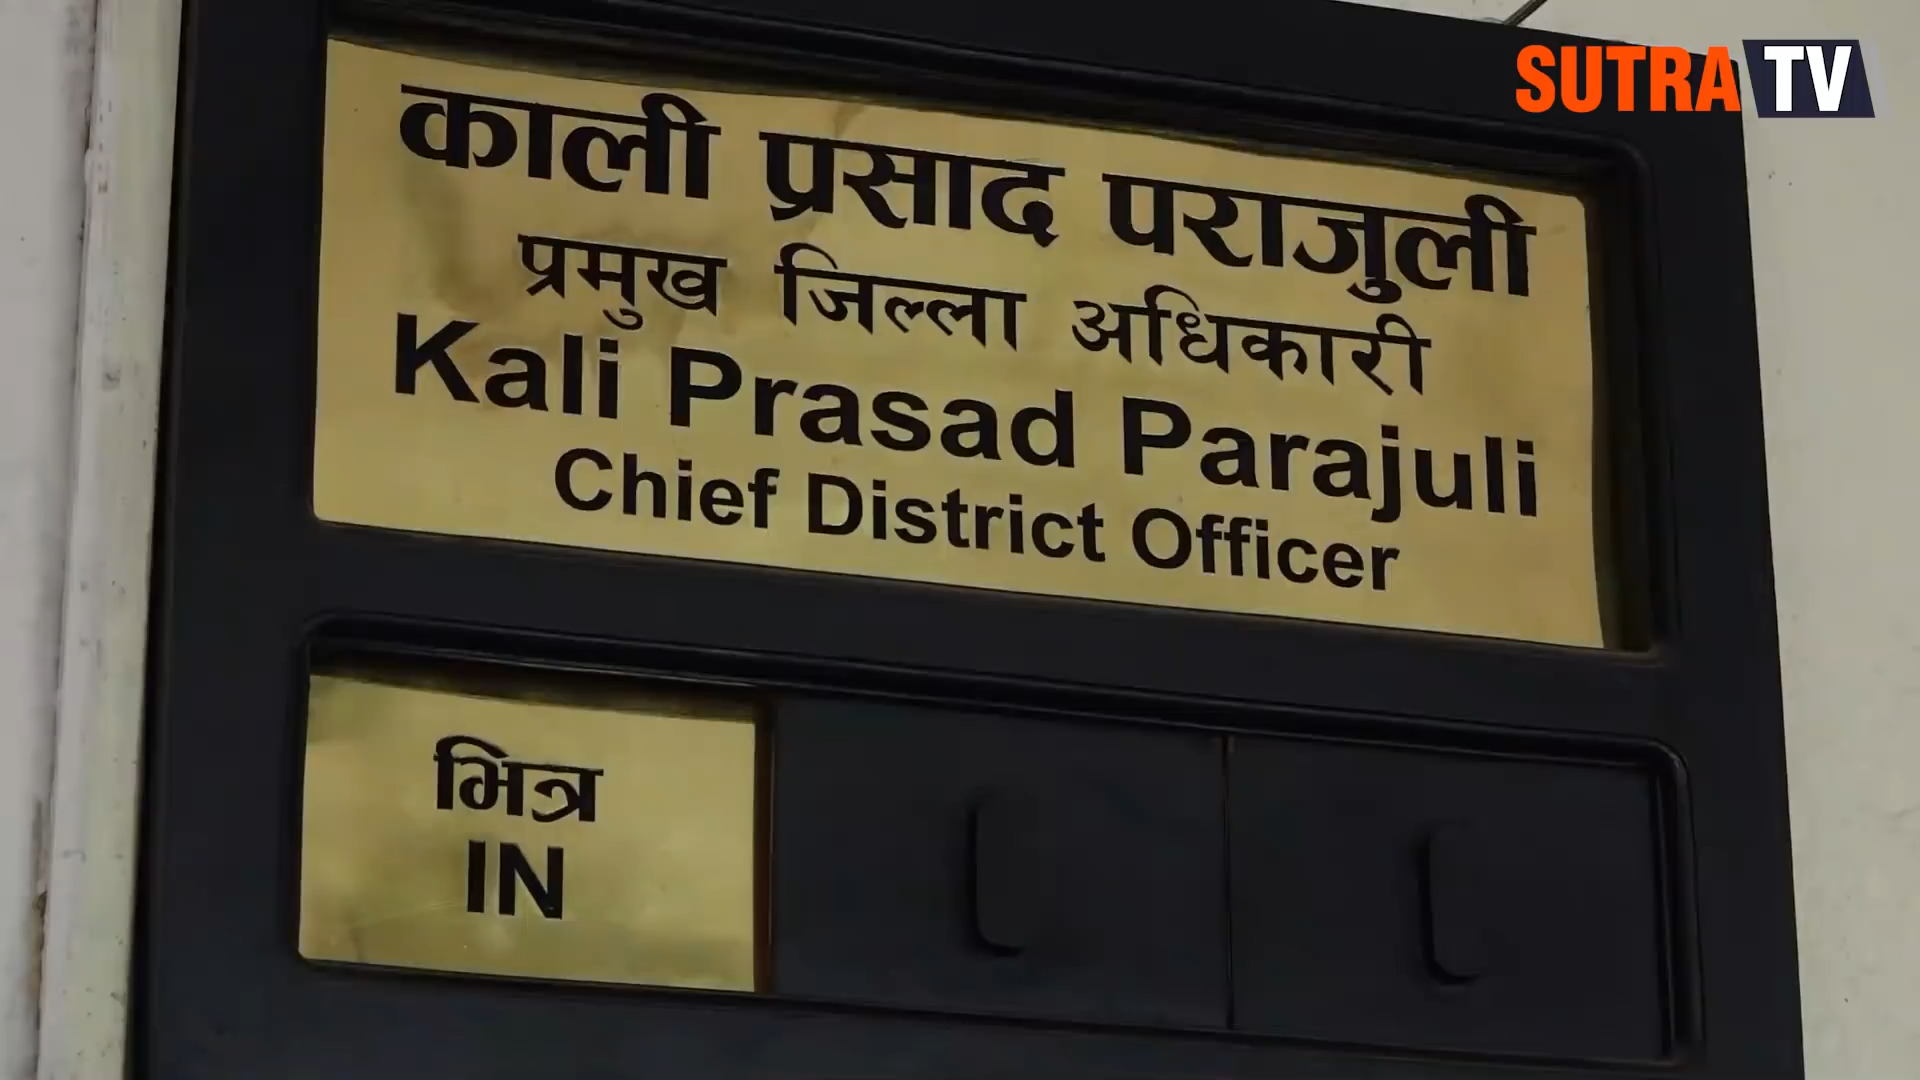 SUTRA TV
काली प्रसाद पराजुली
प्रमुख जिल्ला अधिकारी
Kali Prasad Parajuli
Chief District Officer
भित्र
IN